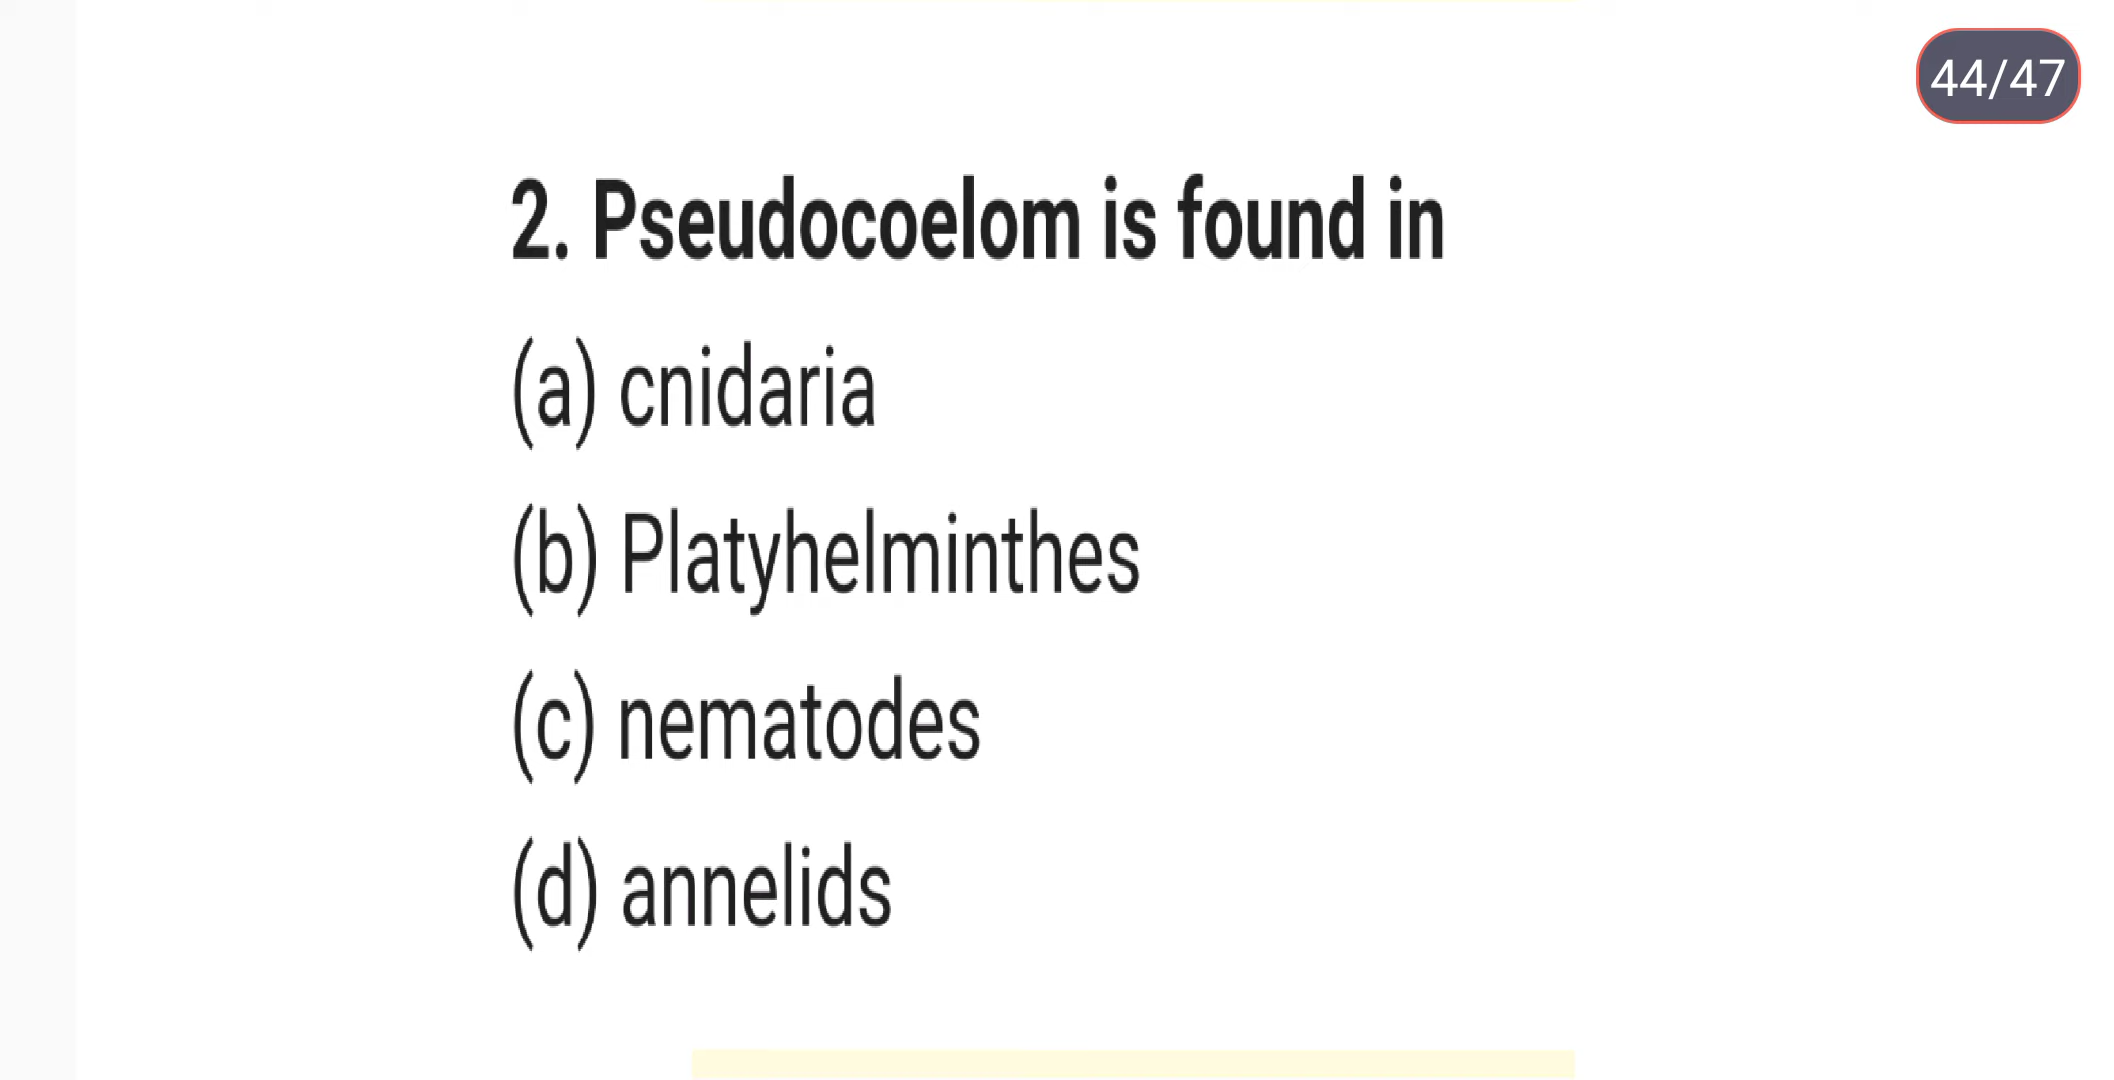 44/47
2. Pseudocoelom is found in
(a) cnidaria
(b) Platyhelminthes
(c) nematodes
(d) annelids